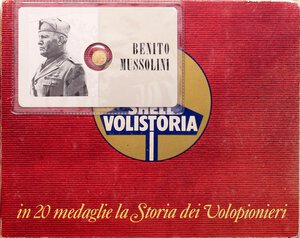 BENITO
MUSSOLINI
SHELL
VOLISTORIA
in 20 medaglie la Storia dei Volopionieri